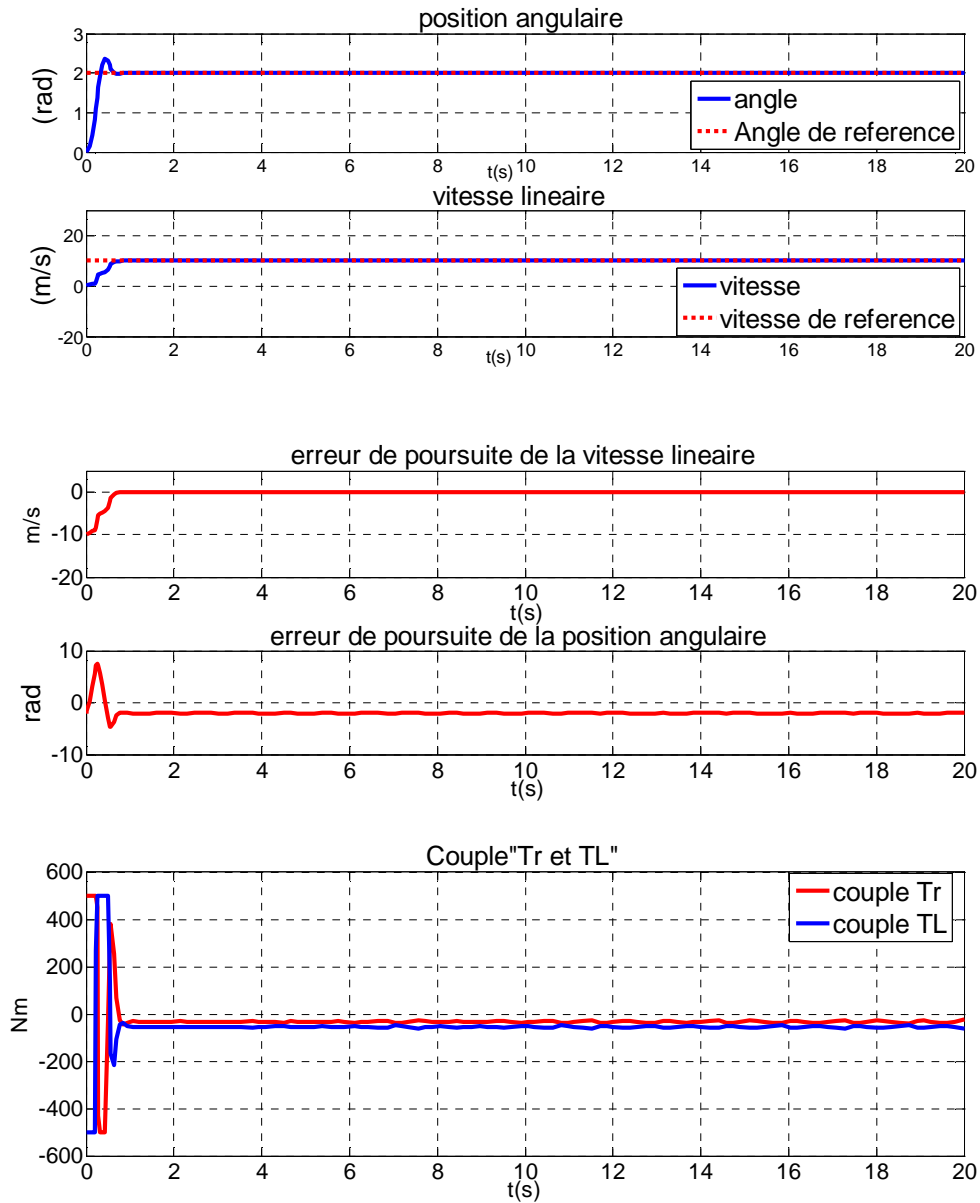 position angulaire
3
2
1
0
(rad)
angle
Angle de reference
0 2 4 6 8 10 12 14 16 18 20
t(s)
vitesse lineaire
20
0
-20
(m/s)
vitesse
vitesse de reference
0 2 4 6 8 10 12 14 16 18 20
t(s)
erreur de poursuite de la vitesse lineaire
0
-10
-20
m/s
0 2 4 6 8 10 12 14 16 18 20
t(s)
erreur de poursuite de la position angulaire
10
0
-10
rad
0 2 4 6 8 10 12 14 16 18 20
t(s)
Couple"Tr et TL"
600
400
200
0
-200
-400
-600
Nm
couple Tr
couple TL
0 2 4 6 8 10 12 14 16 18 20
t(s)